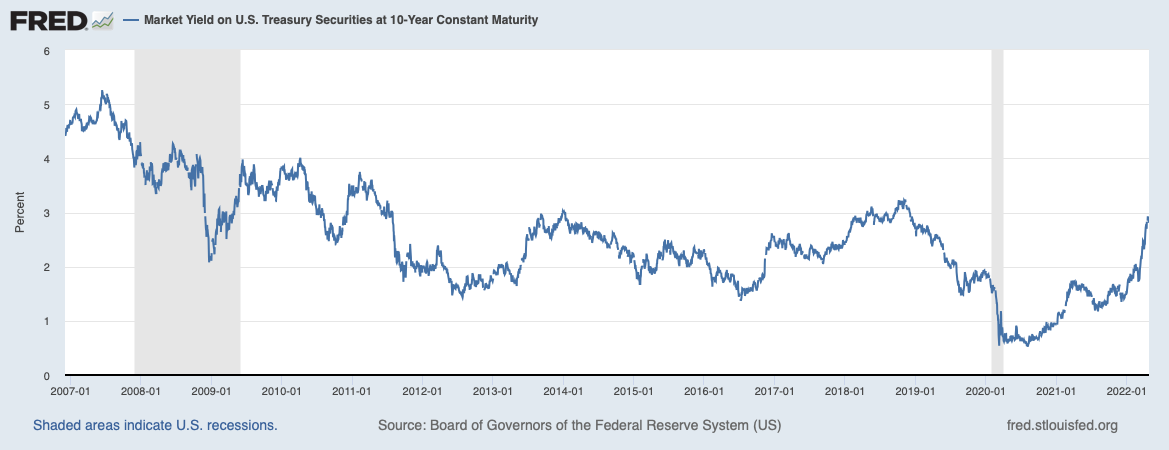 FRED
Market Yield on U.S. Treasury Securities at 10-Year Constant Maturity
Percent
6
5
4
3
2
1
0
2007-01 2008-01 2009-01 2010-01 2011-01 2012-01 2013-01 2014-01 2015-01 2016-01 2017-01 2018-01 2019-01 2020-01 2021-01 2022-01
Shaded areas indicate U.S. recessions. Source: Board of Governors of the Federal Reserve System (US) fred.stlouisfed.org